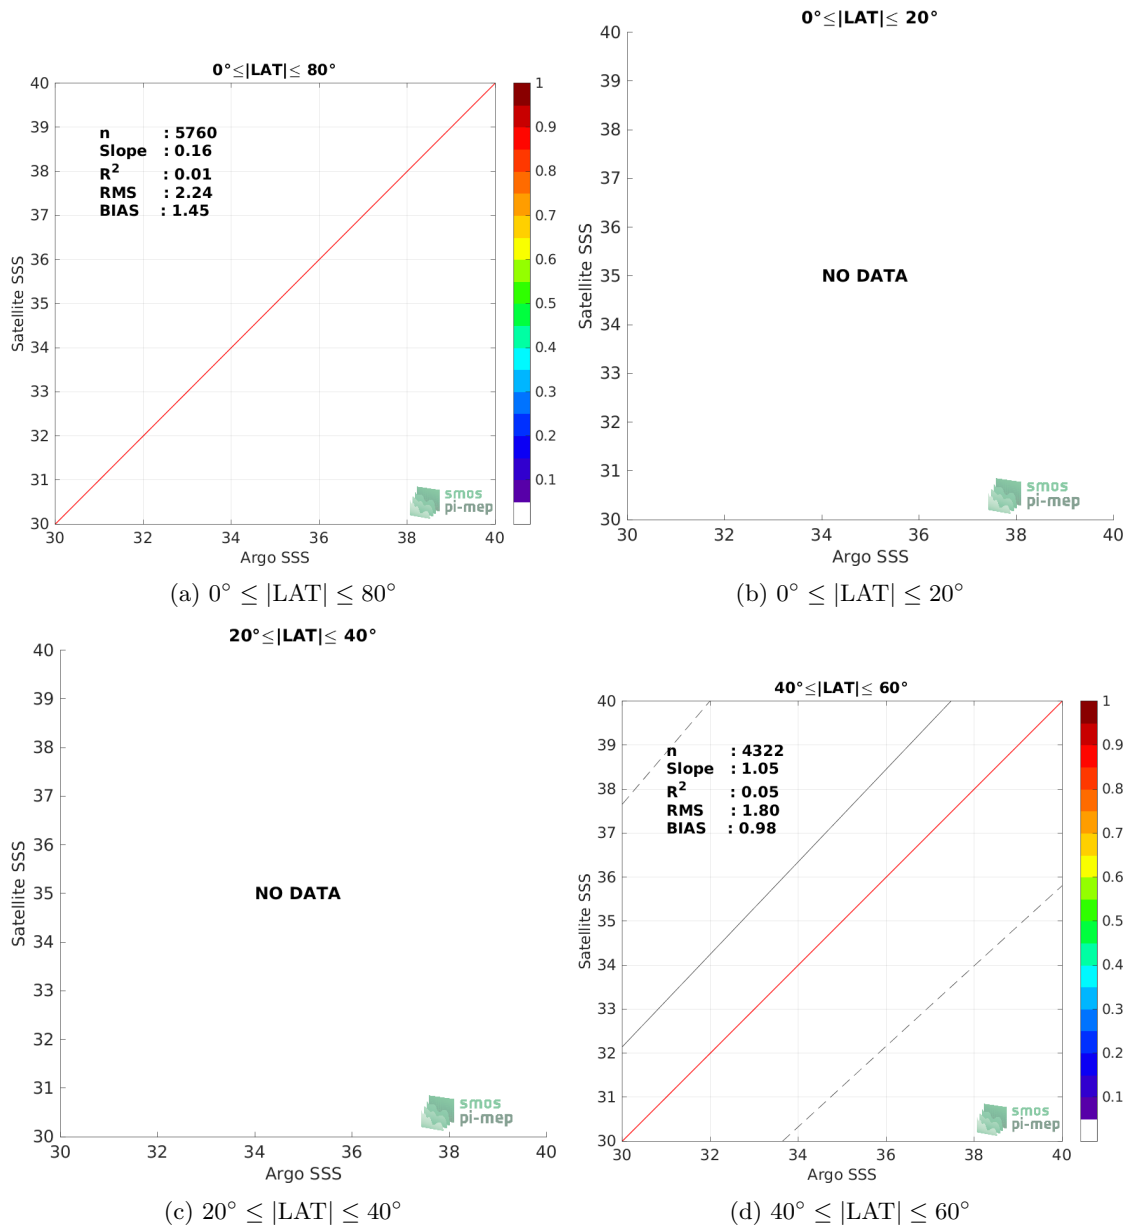 0°≤|LAT|≤ 80°
40
39
38
37
36
35
34
33
32
31
30
Satellite SSS
n : 5760
Slope : 0.16
R² : 0.01
RMS : 2.24
BIAS : 1.45
smos
pi-mep
30 32 34 36 38 40
Argo SSS
1
0.9
0.8
0.7
0.6
0.5
0.4
0.3
0.2
0.1
(a) 0° ≤ |LAT| ≤ 80°
0°≤|LAT|≤ 20°
40
39
38
37
36
35
34
33
32
31
30
Satellite SSS
NO DATA
smos
pi-mep
30 32 34 36 38 40
Argo SSS
(b) 0° ≤ |LAT| ≤ 20°
20°≤|LAT|≤ 40°
40
39
38
37
36
35
34
33
32
31
30
Satellite SSS
NO DATA
smos
pi-mep
30 32 34 36 38 40
Argo SSS
(c) 20° ≤ |LAT| ≤ 40°
40°≤|LAT|≤ 60°
40
39
38
37
36
35
34
33
32
31
30
Satellite SSS
n : 4322
Slope : 1.05
R² : 0.05
RMS : 1.80
BIAS : 0.98
smos
pi-mep
30 32 34 36 38 40
Argo SSS
1
0.9
0.8
0.7
0.6
0.5
0.4
0.3
0.2
0.1
(d) 40° ≤ |LAT| ≤ 60°